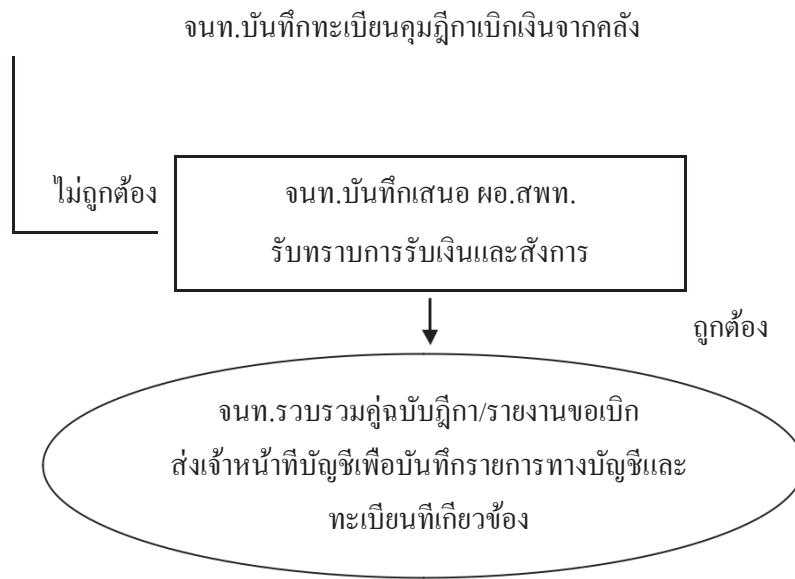 จนท.บันทึกทะเบียนคุมฎีกาเบิกเงินจากคลัง
ไม่ถูกต้อง
จนท.บันทึกเสนอ ผอ.สพท.
รับทราบการรับเงินและสังการ
ถูกต้อง
จนท.รวบรวมคู่ฉบับฎีกา/รายงานขอเบิก
ส่งเจ้าหน้าทีบัญชีเพือบันทึกรายการทางบัญชีและ
ทะเบียนทีเกียวข้อง